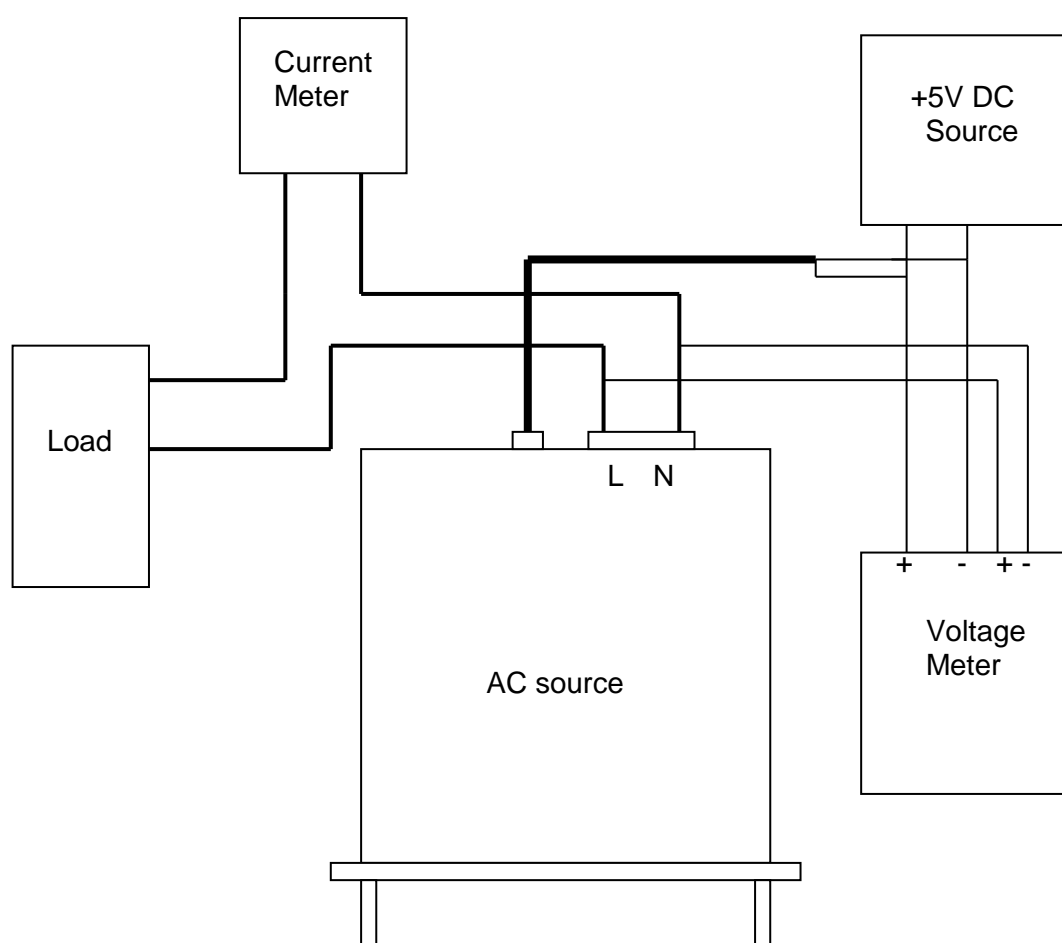 Current
Meter
+5V DC
Source
Load
L N
+ - + -
Voltage
Meter
AC source